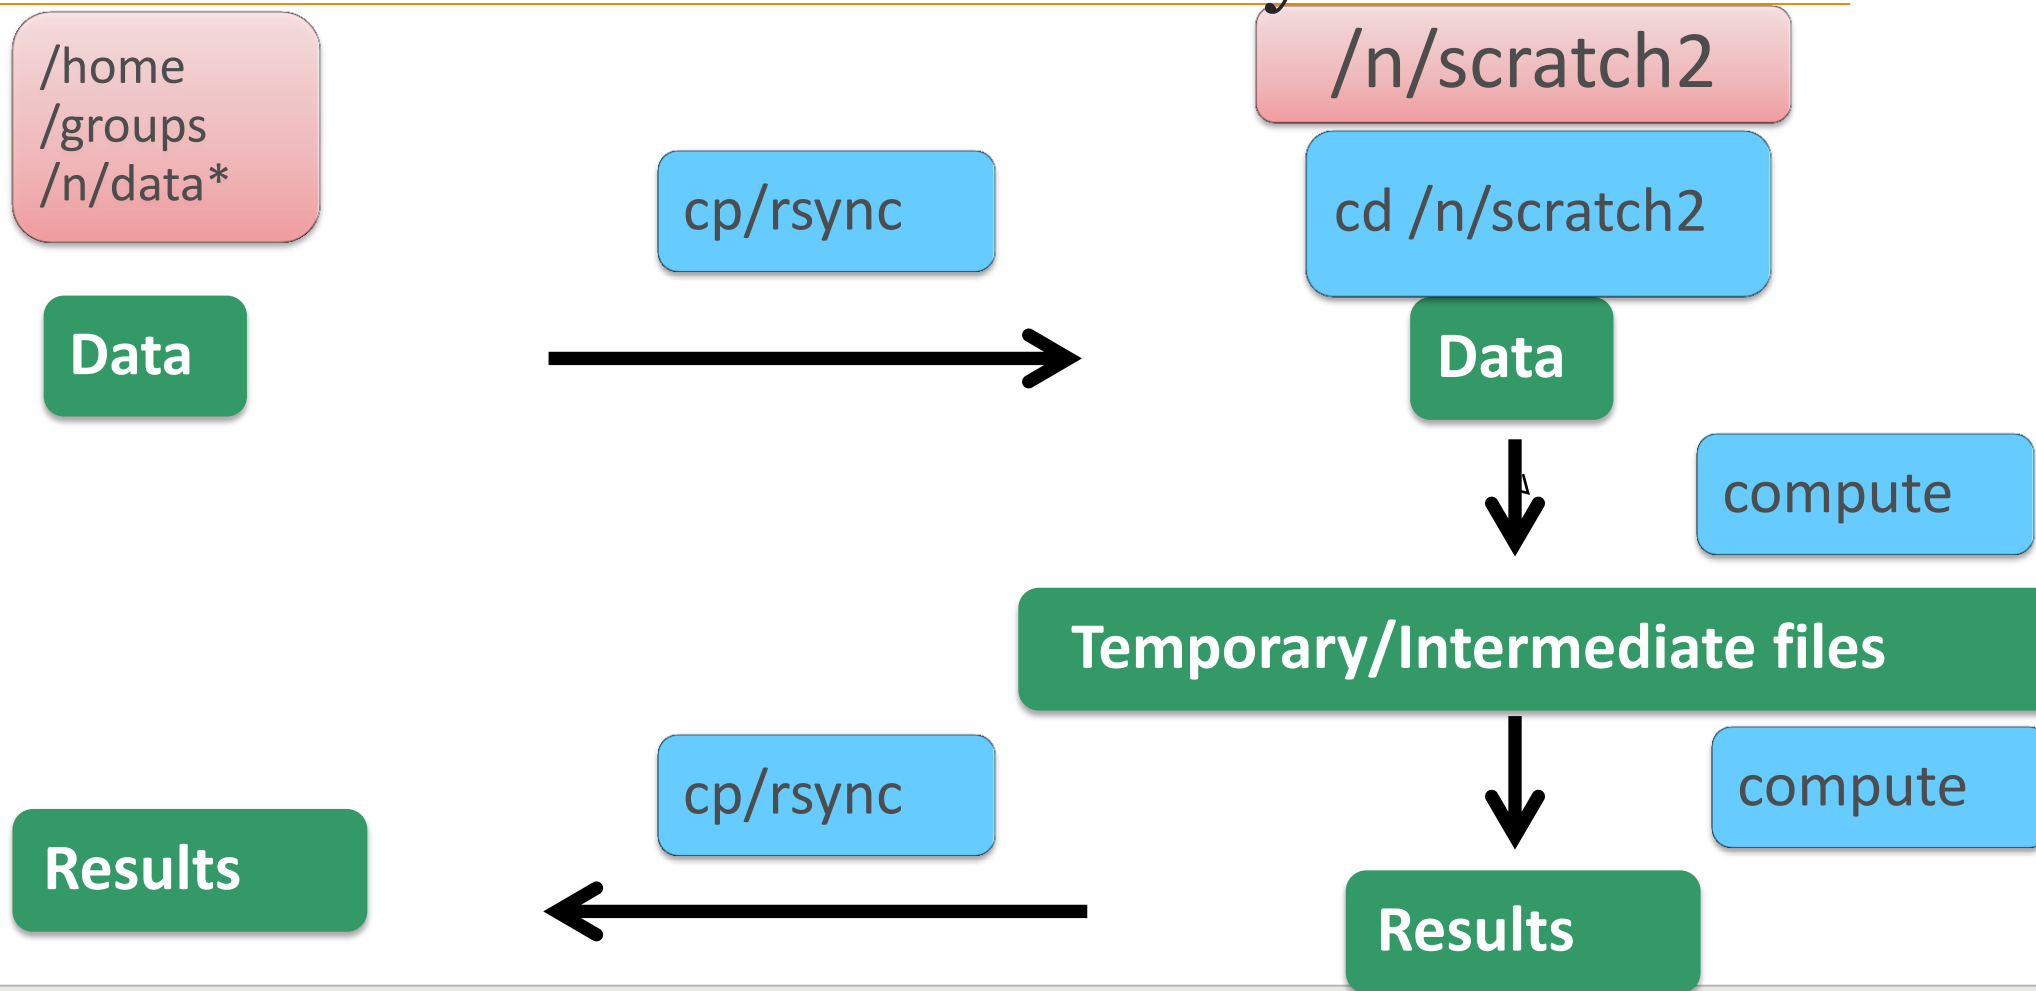 /n/scratch2
/home
/groups
/n/data*
cp/rsync
cd /n/scratch2
Data
Data
compute
Temporary/Intermediate files
cp/rsync
compute
Results
Results